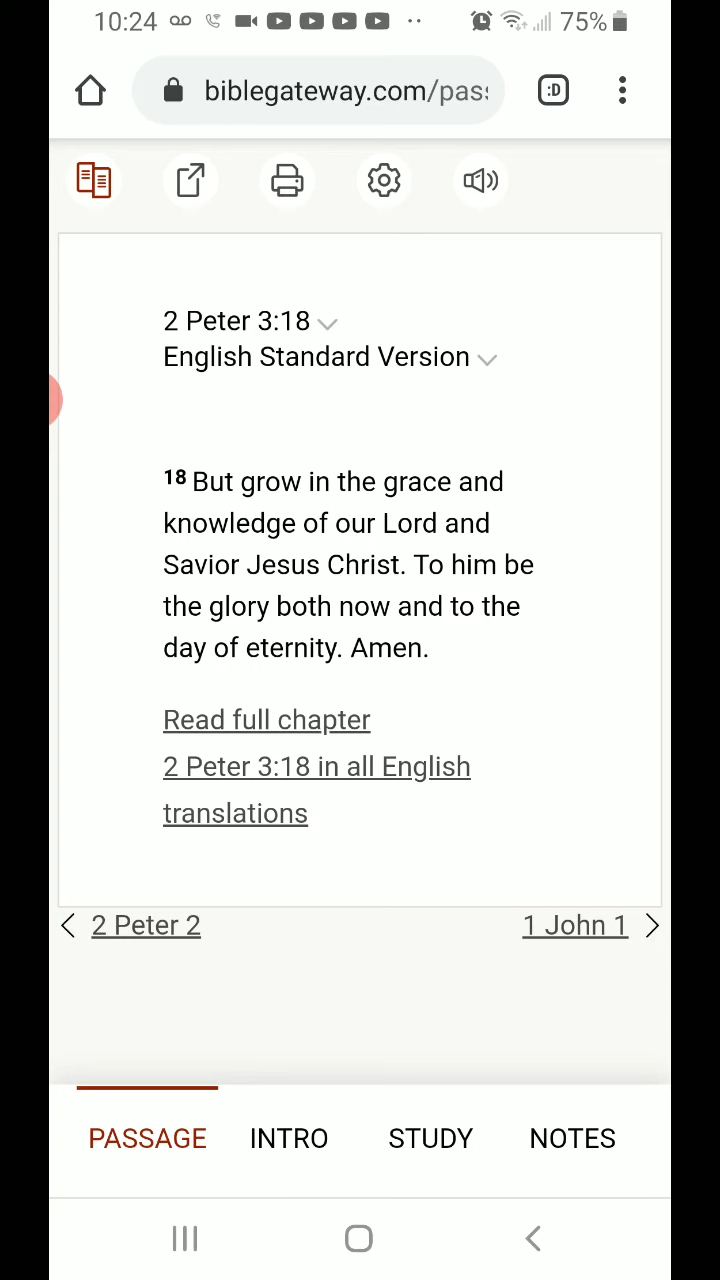 10:24
75%
biblegateway.com/pas
:D
2 Peter 3:18
English Standard Version
18 But grow in the grace and
knowledge of our Lord and
Savior Jesus Christ. To him be
the glory both now and to the
day of eternity. Amen.
Read full chapter
2 Peter 3:18 in all English
translations
2 Peter 2
1 John 1
PASSAGE INTRO STUDY NOTES